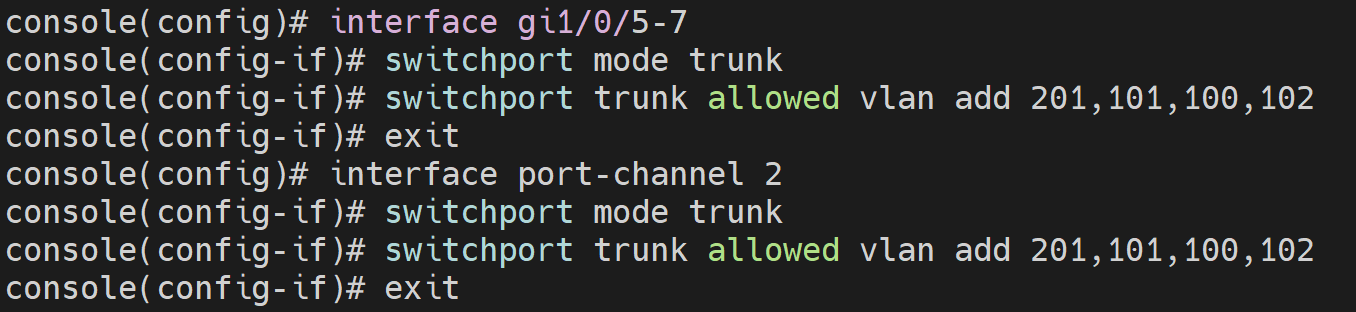 console(config)# interface gi1/0/5-7
console(config-if)# switchport mode trunk
console(config-if)# switchport trunk allowed vlan add 201,101,100,102
console(config-if)# exit
console(config)# interface port-channel 2
console(config-if)# switchport mode trunk
console(config-if)# switchport trunk allowed vlan add 201,101,100,102
console(config-if)# exit